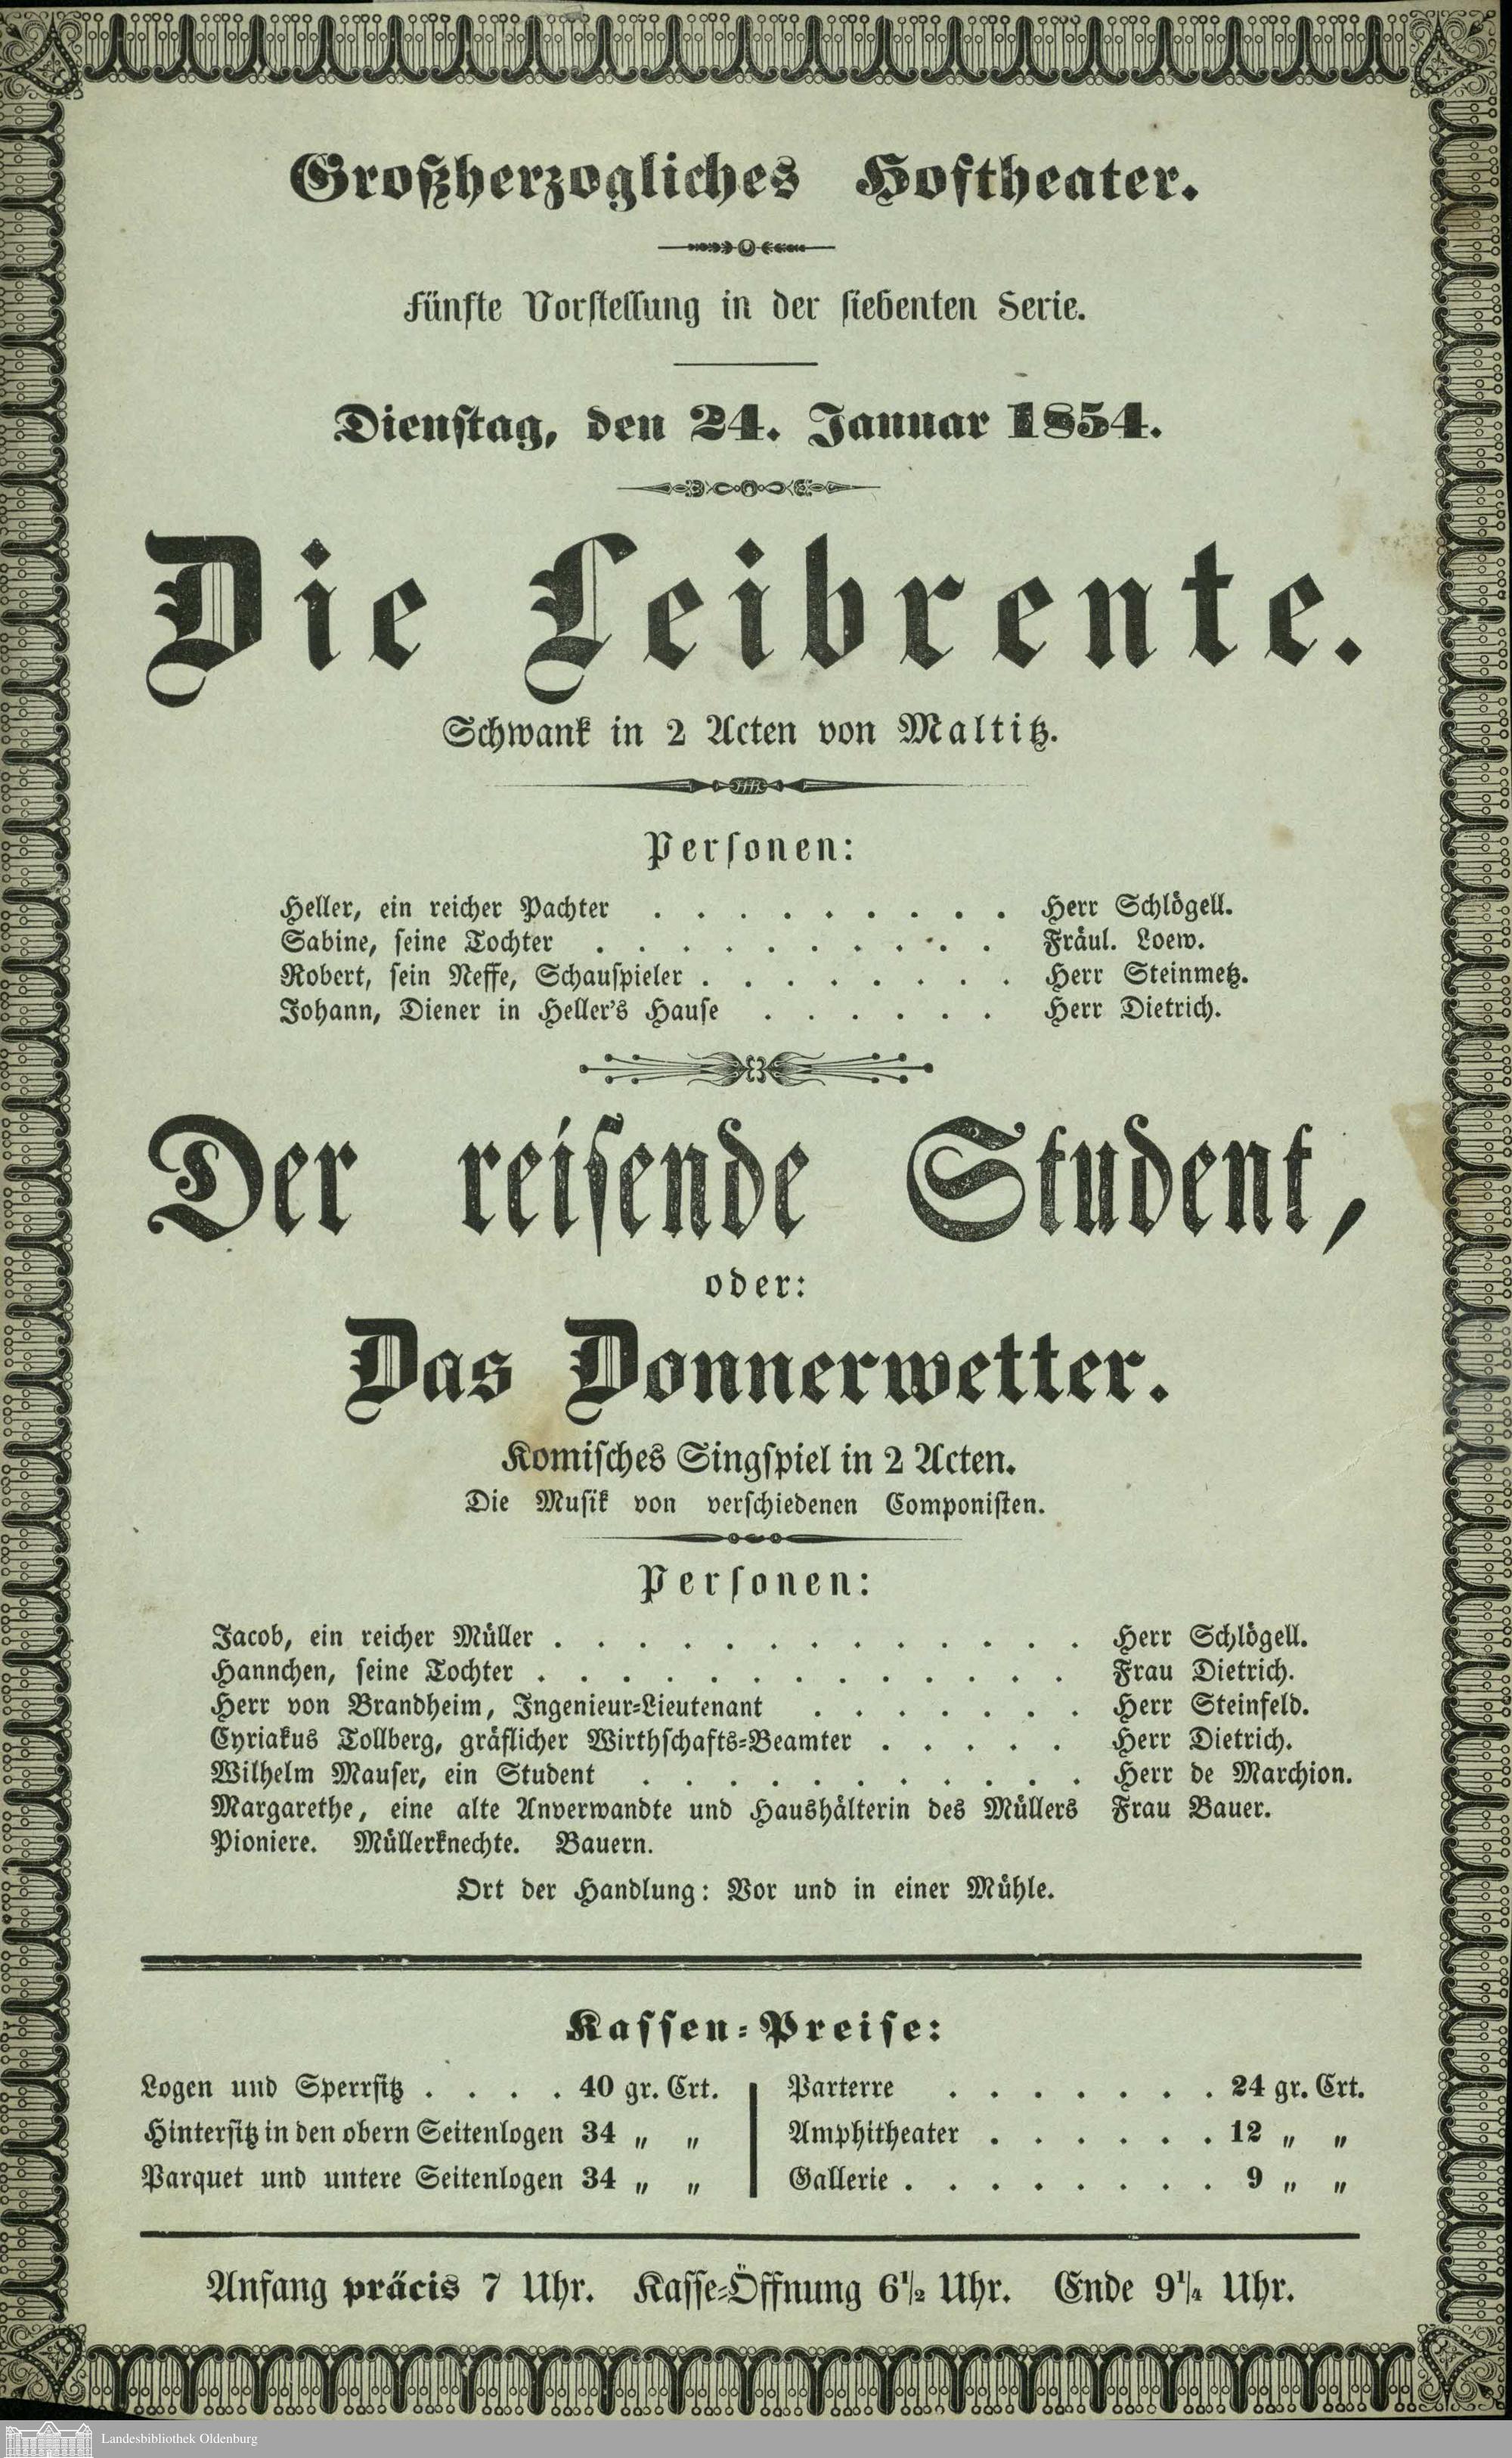 Großherzogliches Hoftheater.
Fünfte Vorstellung in der siebenten Serie.
Dienstag, den 24. Januar 1854.
Die Leibrente.
Schwank in 2 Acten von Maltitz.
Personen:
Heller, ein reicher Pachter . . . . . . . . . Herr Schlögell.
Sabine, seine Tochter . . . . . . . . . . Fräul. Loew.
Robert, sein Neffe, Schauspieler . . . . . . . . Herr Steinmetz.
Johann, Diener in Heller's Hause . . . . . . Herr Dietrich.
Der reisende Student,
oder:
Das Donnerwetter.
Komisches Singspiel in 2 Acten.
Die Musik von verschiedenen Componisten.
Personen:
Jacob, ein reicher Müller . . . . . . . . . . . . . Herr Schlögell.
Hannchen, seine Tochter . . . . . . . . . . . . . Frau Dietrich.
Herr von Brandheim, Ingenieur-Lieutenant . . . . . . . Herr Steinfeld.
Cyriakus Tollberg, gräflicher Wirthschafts-Beamter . . . . . Herr Dietrich.
Wilhelm Mauser, ein Student . . . . . . . . . . . Herr de Marchion.
Margarethe, eine alte Anverwandte und Haushälterin des Müllers Frau Bauer.
Pioniere. Müllerknechte. Bauern.
Ort der Handlung: Vor und in einer Mühle.
Kassen-Preise:
Logen und Sperrsitz . . . . 40 gr. Crt.
Hintersitz in den obern Seitenlogen 34 „ „
Parquet und untere Seitenlogen 34 „ „
Parterre . . . . . . . 24 gr. Crt.
Amphitheater . . . . . . 12 „ „
Gallerie . . . . . . . . 9 „ „
Anfang präcis 7 Uhr. Kasse-Öffnung 6½ Uhr. Ende 9¼ Uhr.
Landesbibliothek Oldenburg